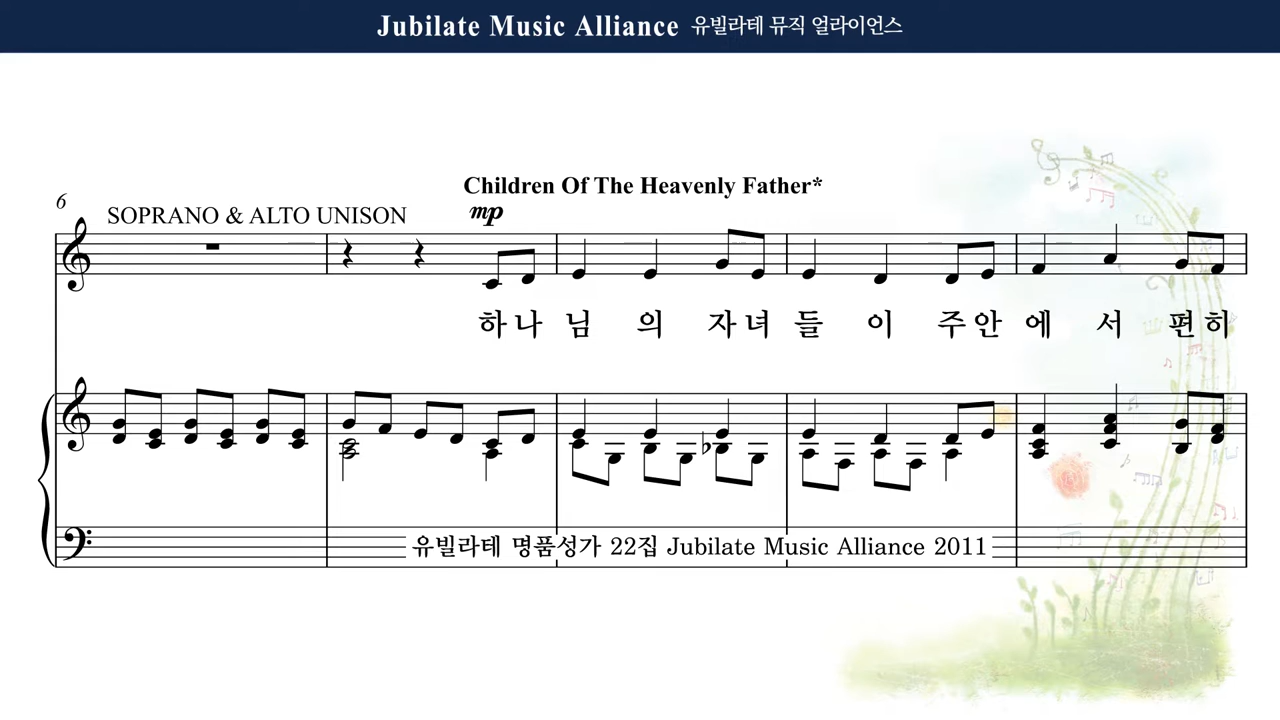 Jubilate Music Alliance 유빌라테 뮤직 얼라이언스
Children Of The Heavenly Father*
6
SOPRANO & ALTO UNISON
mp
하나 님 의 자녀 들 이 주안 에 서 편히
유빌라테 명품성가 22집 Jubilate Music Alliance 2011